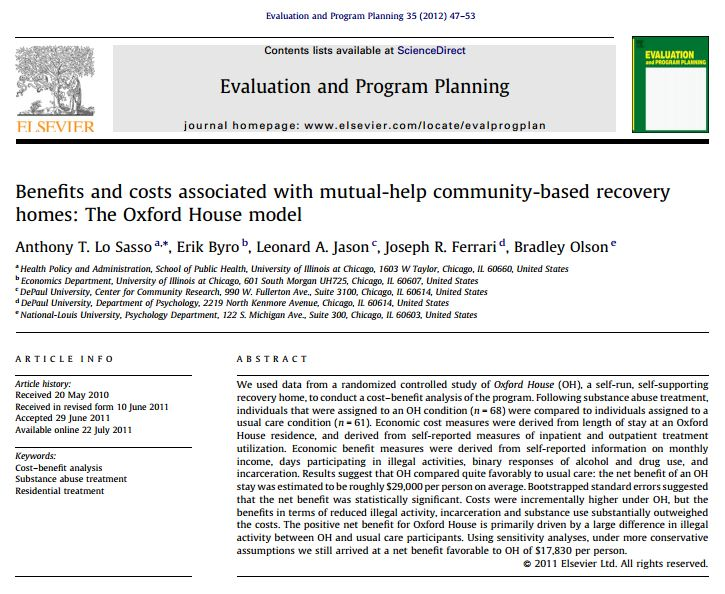 Evaluation and Program Planning 35 (2012) 47–53
Contents lists available at ScienceDirect
Evaluation and Program Planning
journal homepage: www.elsevier.com/locate/evalprogplan
ELSEVIER
EVALUATION
and PROGRAM PLANNING
Benefits and costs associated with mutual-help community-based recovery
homes: The Oxford House model
Anthony T. Lo Sasso a,*, Erik Byro b, Leonard A. Jason c, Joseph R. Ferrari d, Bradley Olson e
a Health Policy and Administration, School of Public Health, University of Illinois at Chicago, 1603 W Taylor, Chicago, IL 60660, United States
b Economics Department, University of Illinois at Chicago, 601 South Morgan UH725, Chicago, IL 60607, United States
c DePaul University, Center for Community Research, 990 W. Fullerton Ave., Suite 3100, Chicago, IL 60614, United States
d DePaul University, Department of Psychology, 2219 North Kenmore Avenue, Chicago, IL 60614, United States
e National-Louis University, Psychology Department, 122 S. Michigan Ave., Suite 300, Chicago, IL 60603, United States
ARTICLE INFO
Article history:
Received 20 May 2010
Received in revised form 10 June 2011
Accepted 29 June 2011
Available online 22 July 2011
Keywords:
Cost–benefit analysis
Substance abuse treatment
Residential treatment
ABSTRACT
We used data from a randomized controlled study of Oxford House (OH), a self-run, self-supporting
recovery home, to conduct a cost–benefit analysis of the program. Following substance abuse treatment,
individuals that were assigned to an OH condition (n = 68) were compared to individuals assigned to a
usual care condition (n = 61). Economic cost measures were derived from length of stay at an Oxford
House residence, and derived from self-reported measures of inpatient and outpatient treatment
utilization. Economic benefit measures were derived from self-reported information on monthly
income, days participating in illegal activities, binary responses of alcohol and drug use, and
incarceration. Results suggest that OH compared quite favorably to usual care: the net benefit of an OH
stay was estimated to be roughly $29,000 per person on average. Bootstrapped standard errors suggested
that the net benefit was statistically significant. Costs were incrementally higher under OH, but the
benefits in terms of reduced illegal activity, incarceration and substance use substantially outweighed
the costs. The positive net benefit for Oxford House is primarily driven by a large difference in illegal
activity between OH and usual care participants. Using sensitivity analyses, under more conservative
assumptions we still arrived at a net benefit favorable to OH of $17,830 per person.
© 2011 Elsevier Ltd. All rights reserved.